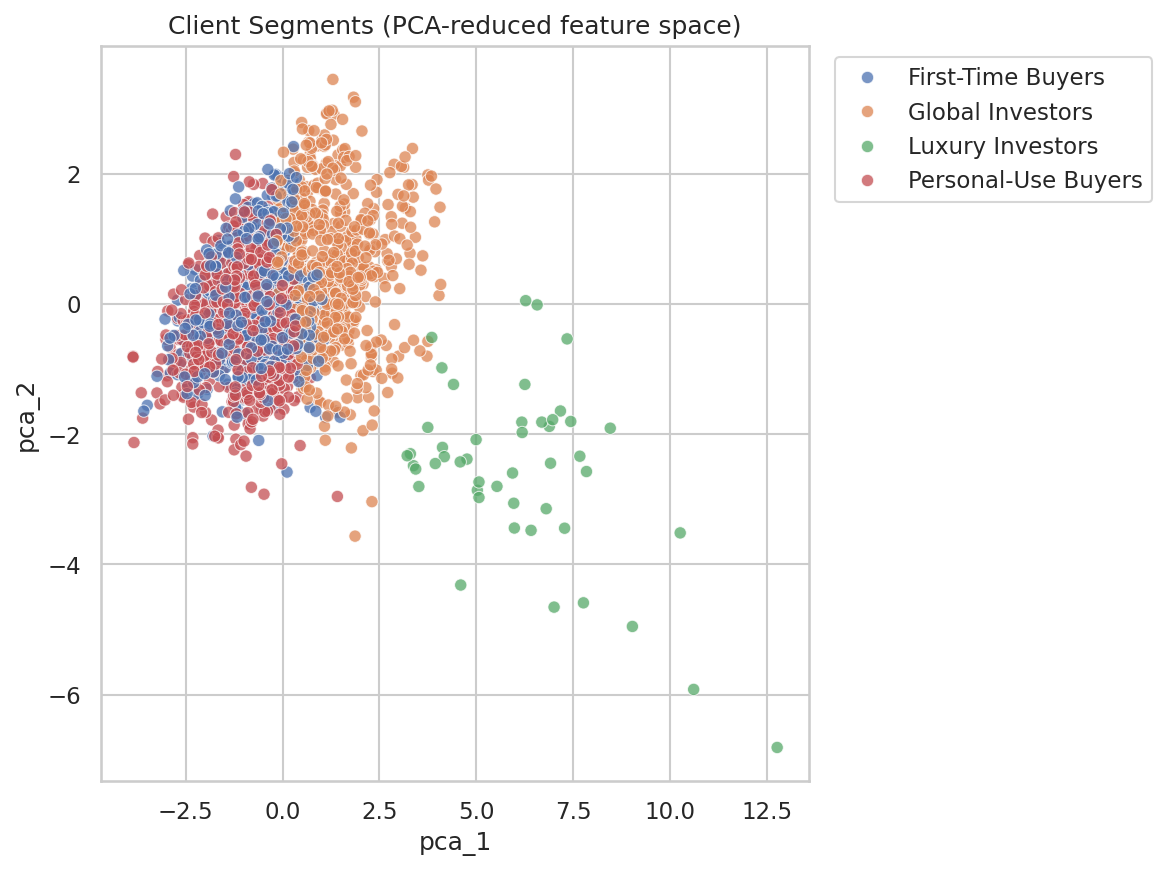 Client Segments (PCA-reduced feature space)
First-Time Buyers
Global Investors
Luxury Investors
Personal-Use Buyers
2
0
−2
−4
−6
pca_2
−2.5 0.0 2.5 5.0 7.5 10.0 12.5
pca_1